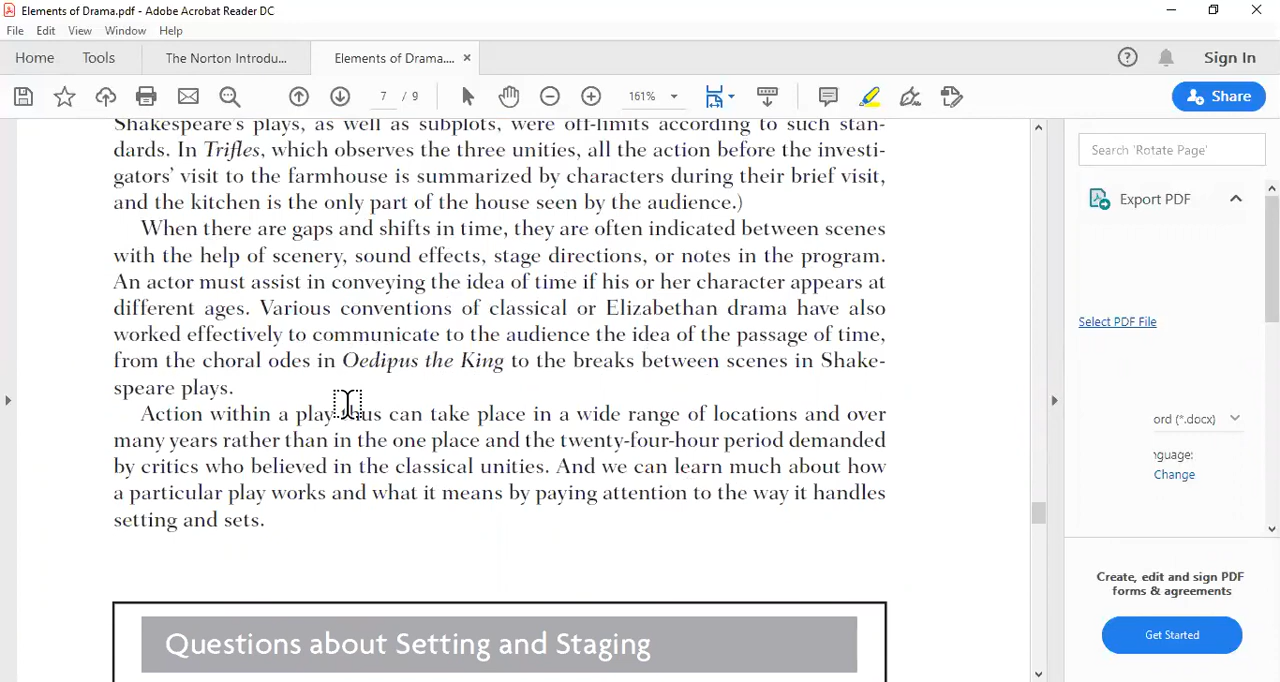 Elements of Drama.pdf - Adobe Acrobat Reader DC
File Edit View Window Help
Home Tools The Norton Introdu... Elements of Drama.... × Sign In
7 / 9 161% Share
Shakespeare's plays, as well as subplots, were off-limits according to such stan-
dards. In Trifles, which observes the three unities, all the action before the investi-
gators' visit to the farmhouse is summarized by characters during their brief visit,
and the kitchen is the only part of the house seen by the audience.)
When there are gaps and shifts in time, they are often indicated between scenes
with the help of scenery, sound effects, stage directions, or notes in the program.
An actor must assist in conveying the idea of time if his or her character appears at
different ages. Various conventions of classical or Elizabethan drama have also
worked effectively to communicate to the audience the idea of the passage of time,
from the choral odes in Oedipus the King to the breaks between scenes in Shake-
speare plays.
Action within a play thus can take place in a wide range of locations and over
many years rather than in the one place and the twenty-four-hour period demanded
by critics who believed in the classical unities. And we can learn much about how
a particular play works and what it means by paying attention to the way it handles
setting and sets.
Questions about Setting and Staging
Search 'Rotate Page'
Export PDF
Select PDF File
ord (*.docx)
nguage:
Change
Create, edit and sign PDF
forms & agreements
Get Started